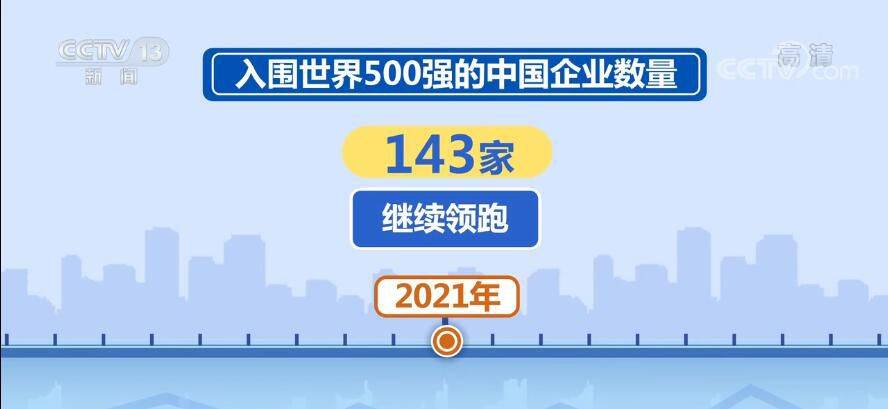 CCTV 13
新闻
高清
CCTV.com
入围世界500强的中国企业数量
143家
继续领跑
2021年